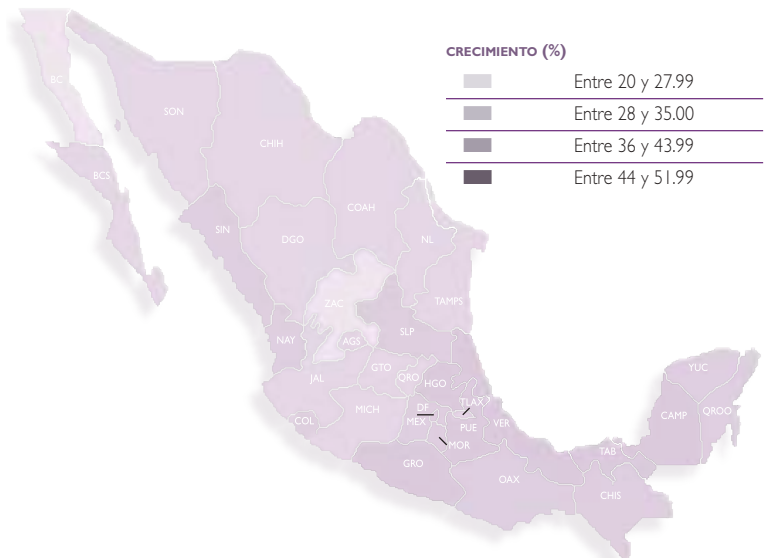 CRECIMIENTO (%)
Entre 20 y 27.99
Entre 28 y 35.00
Entre 36 y 43.99
Entre 44 y 51.99
BC
SON
CHIH
BCS
COAH
SIN
DGO
NL
ZAC
TAMPS
SLP
NAY
AGS
JAL
GTO
QRO
HGO
YUC
MICH
DF
TLAX
COL
MEX
PUE
VER
CAMP
QROO
MOR
GRO
TAB
OAX
CHIS